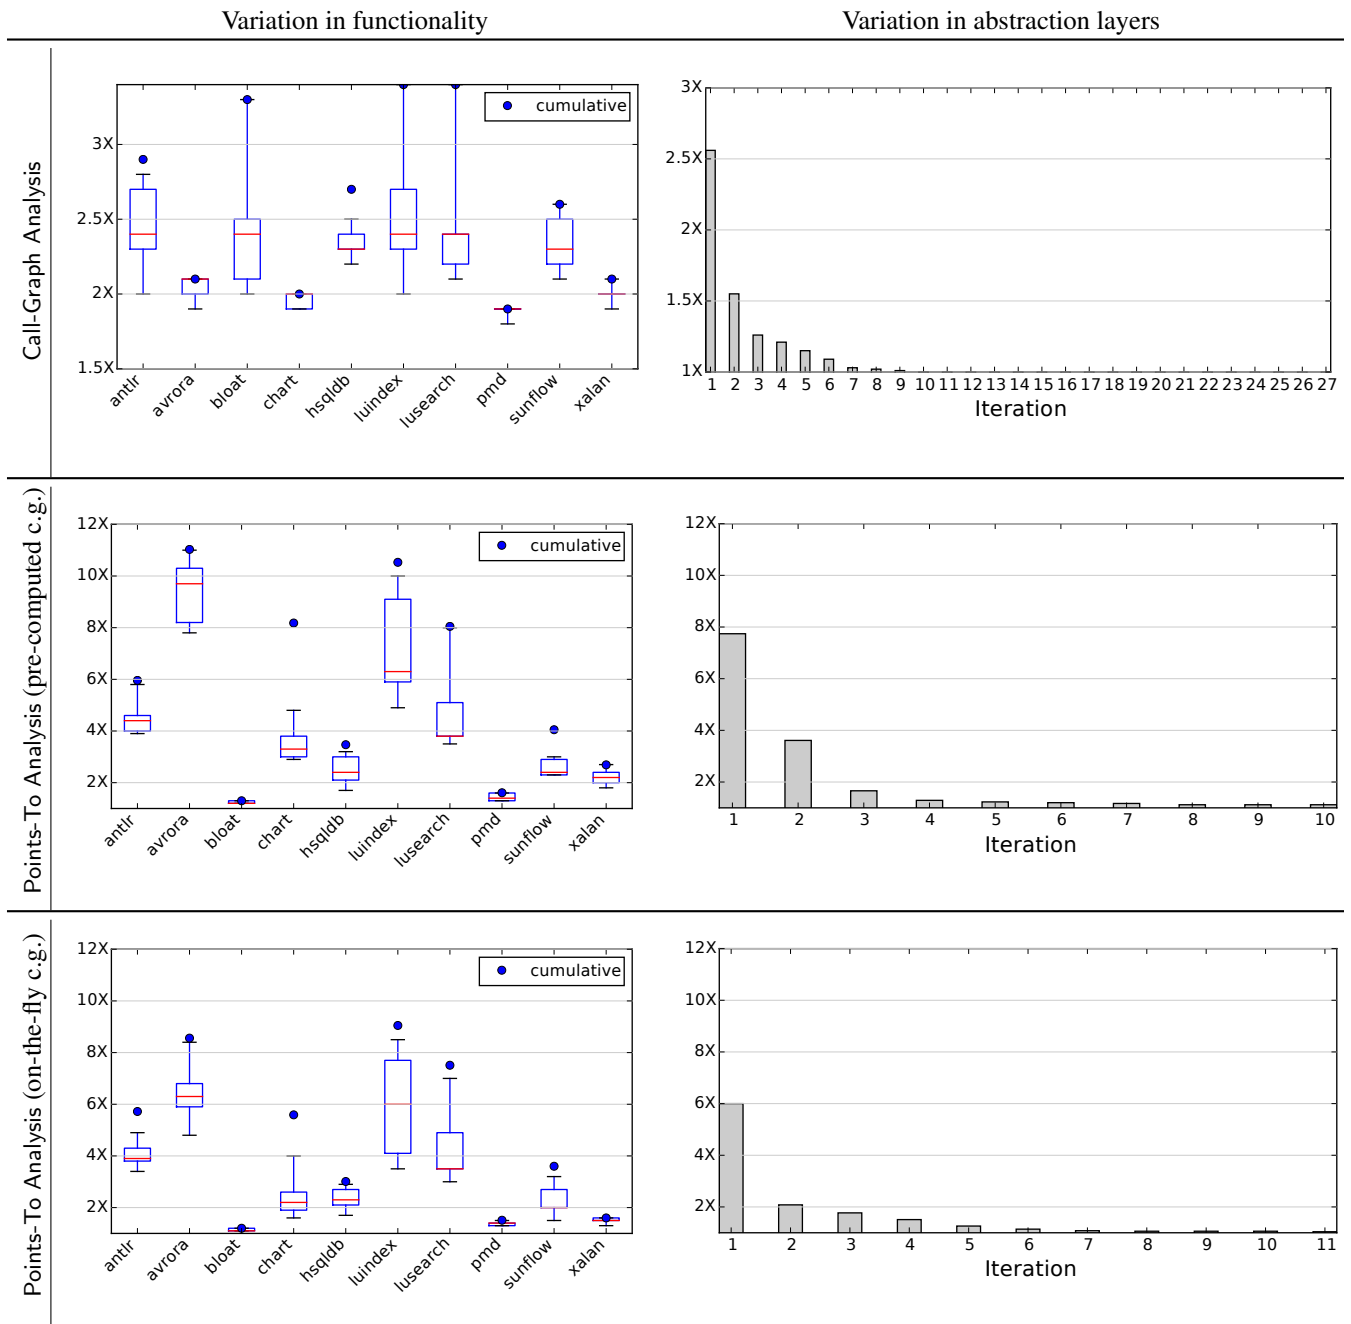 Variation in functionality
Variation in abstraction layers
Call-Graph Analysis
3X
2.5X
2X
1.5X
cumulative
antlr
avrora
bloat
chart
hsqldb
luindex
lusearch
pmd
sunflow
xalan
3X
2.5X
2X
1.5X
1X
1 2 3 4 5 6 7 8 9 10 11 12 13 14 15 16 17 18 19 20 21 22 23 24 25 26 27
Iteration
Points-To Analysis (pre-computed c.g.)
12X
10X
8X
6X
4X
2X
cumulative
antlr
avrora
bloat
chart
hsqldb
luindex
lusearch
pmd
sunflow
xalan
12X
10X
8X
6X
4X
2X
1 2 3 4 5 6 7 8 9 10
Iteration
Points-To Analysis (on-the-fly c.g.)
12X
10X
8X
6X
4X
2X
cumulative
antlr
avrora
bloat
chart
hsqldb
luindex
lusearch
pmd
sunflow
xalan
12X
10X
8X
6X
4X
2X
1 2 3 4 5 6 7 8 9 10 11
Iteration